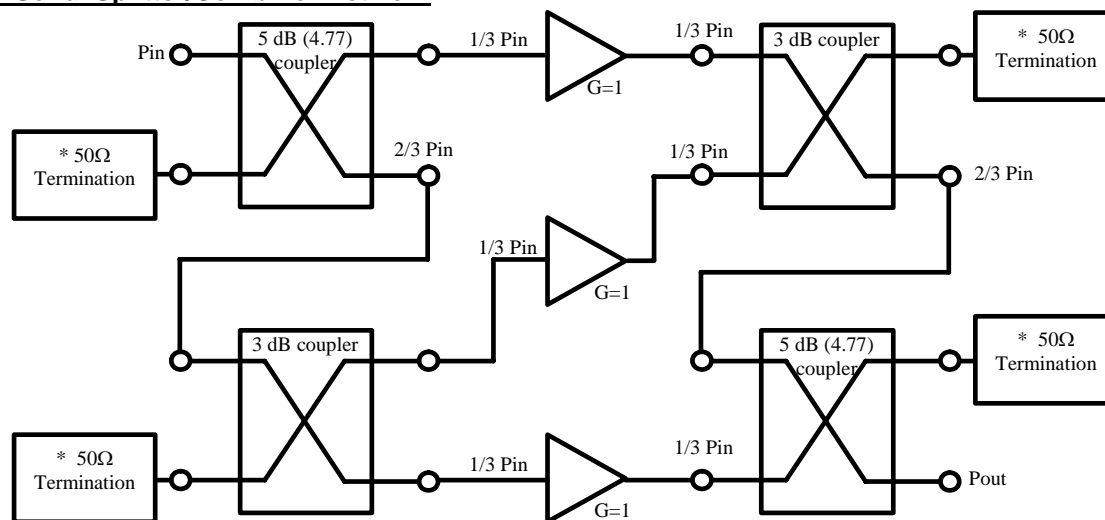 Pin
5 dB (4.77)
coupler
1/3 Pin
G=1
1/3 Pin
3 dB coupler
* 50Ω
Termination
* 50Ω
Termination
2/3 Pin
1/3 Pin
2/3 Pin
1/3 Pin
G=1
3 dB coupler
5 dB (4.77)
coupler
* 50Ω
Termination
* 50Ω
Termination
1/3 Pin
G=1
1/3 Pin
Pout